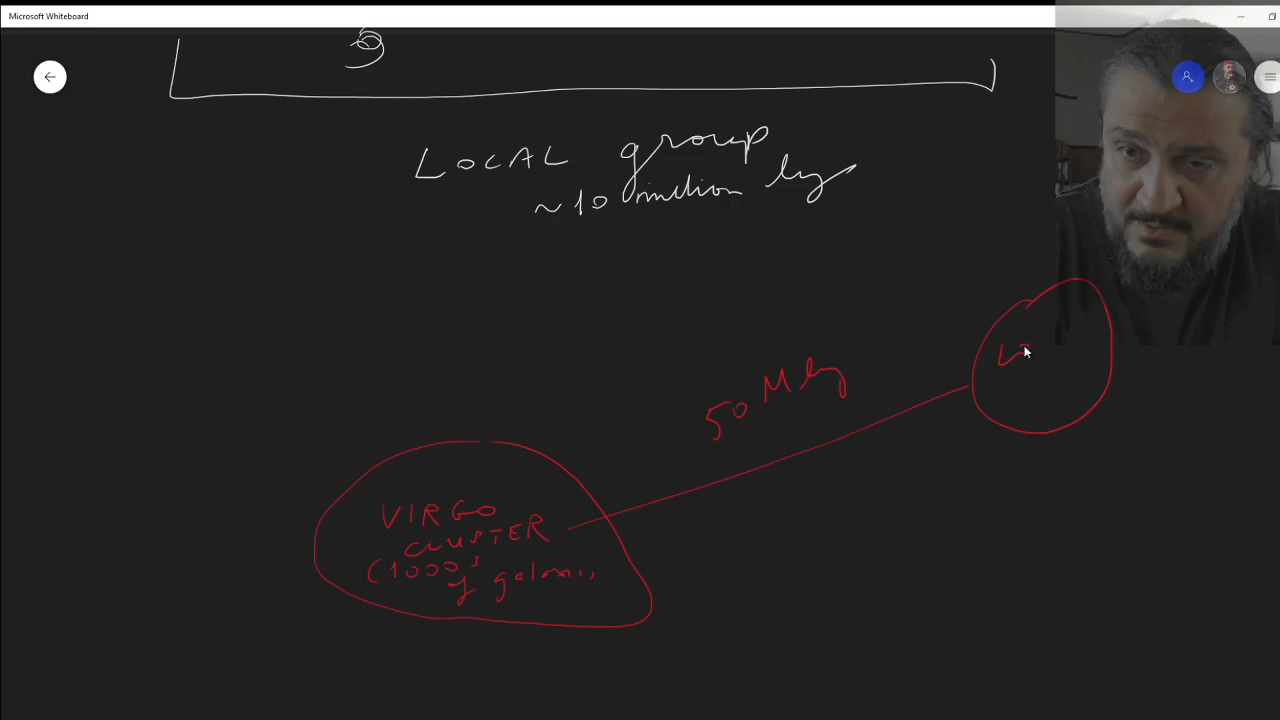 Microsoft Whiteboard
LOCAL group
~10 million ly
50 Mly
VIRGO
CLUSTER
(1000's
of galaxies